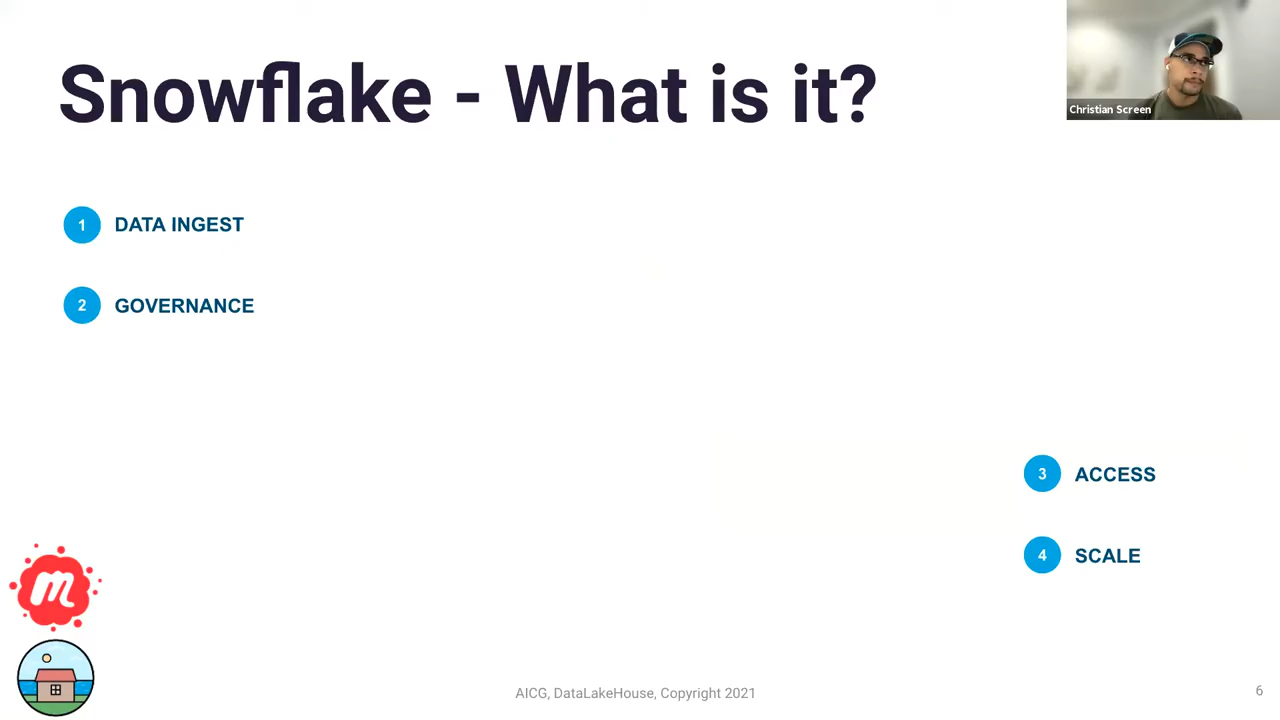 Snowflake - What is it?
Christian Screen
1 DATA INGEST
2 GOVERNANCE
3 ACCESS
4 SCALE
m
AICG, DataLakeHouse, Copyright 2021
6